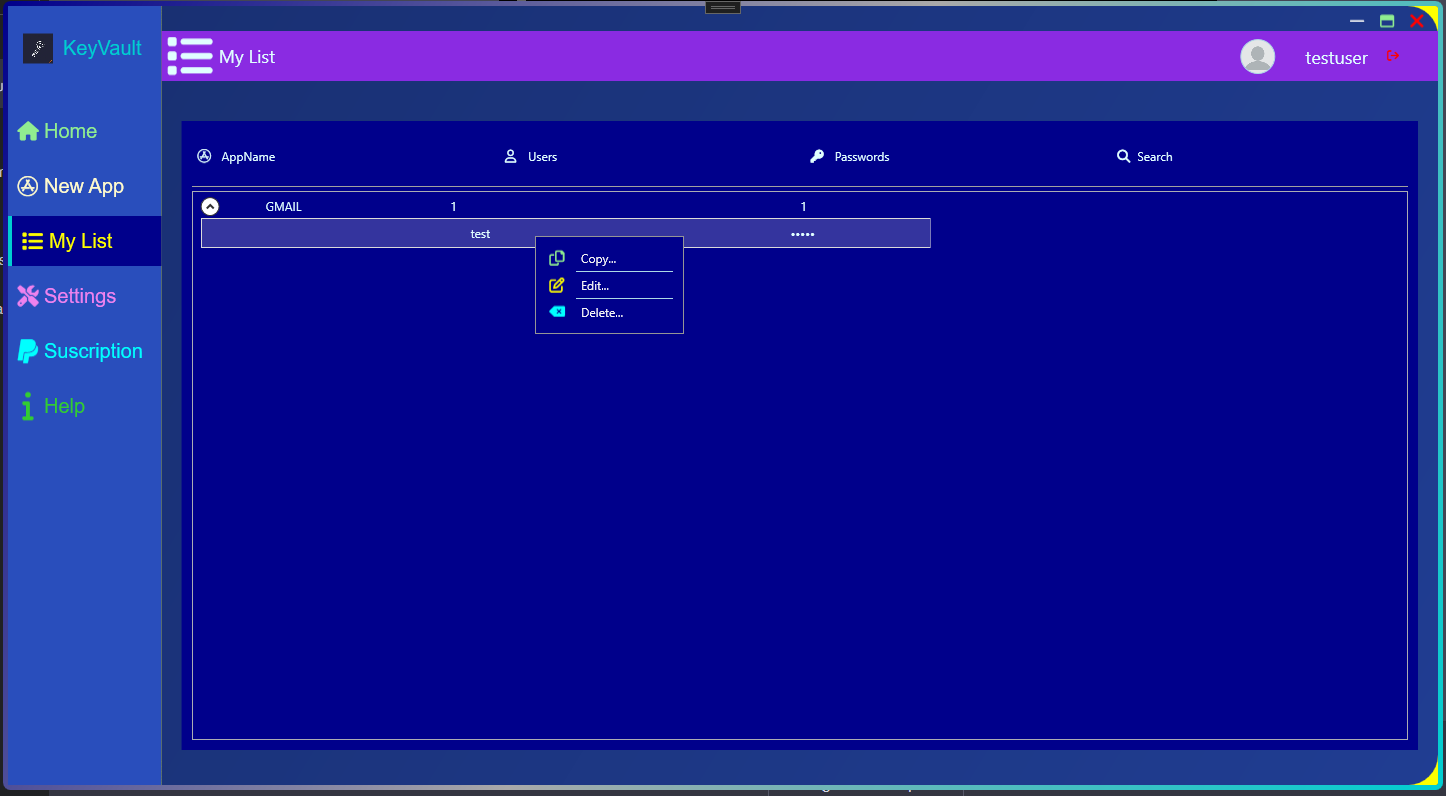 KeyVault
My List
testuser
Home
New App
My List
Settings
Suscription
Help
AppName Users Passwords Search
GMAIL 1 1
test •••••
Copy...
Edit...
Delete...